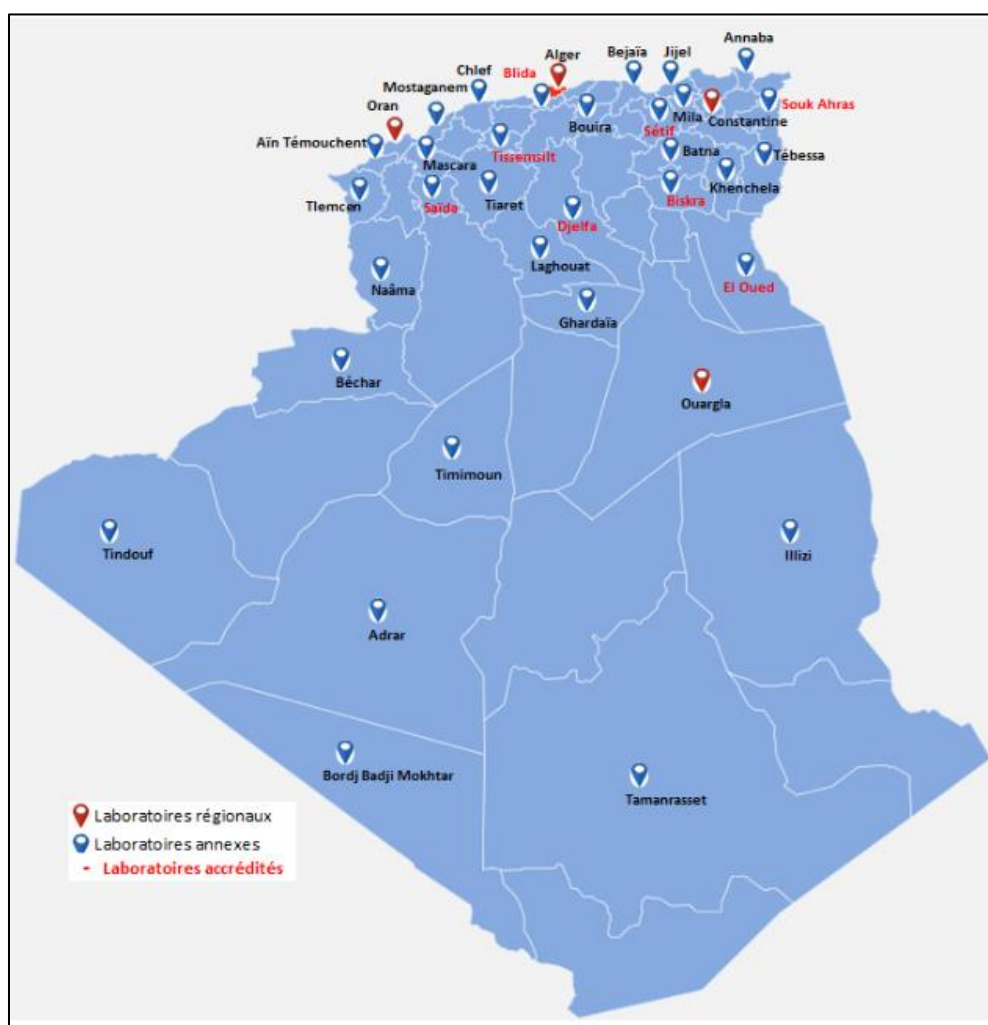 Annaba
Bejaïa
Jijel
Alger
Chlef
Blida
Mostaganem
Oran
Souk Ahras
Mila
Constantine
Bouira
Sétif
Aïn Témouchent
Tissemsilt
Batna
Tébessa
Mascara
Khenchela
Tlemcen
Saïda
Tiaret
Biskra
Djelfa
Laghouat
El Oued
Naâma
Ghardaïa
Béchar
Ouargla
Timimoun
Tindouf
Illizi
Adrar
Bordj Badji Mokhtar
Tamanrasset
Laboratoires régionaux
Laboratoires annexes
- Laboratoires accrédités